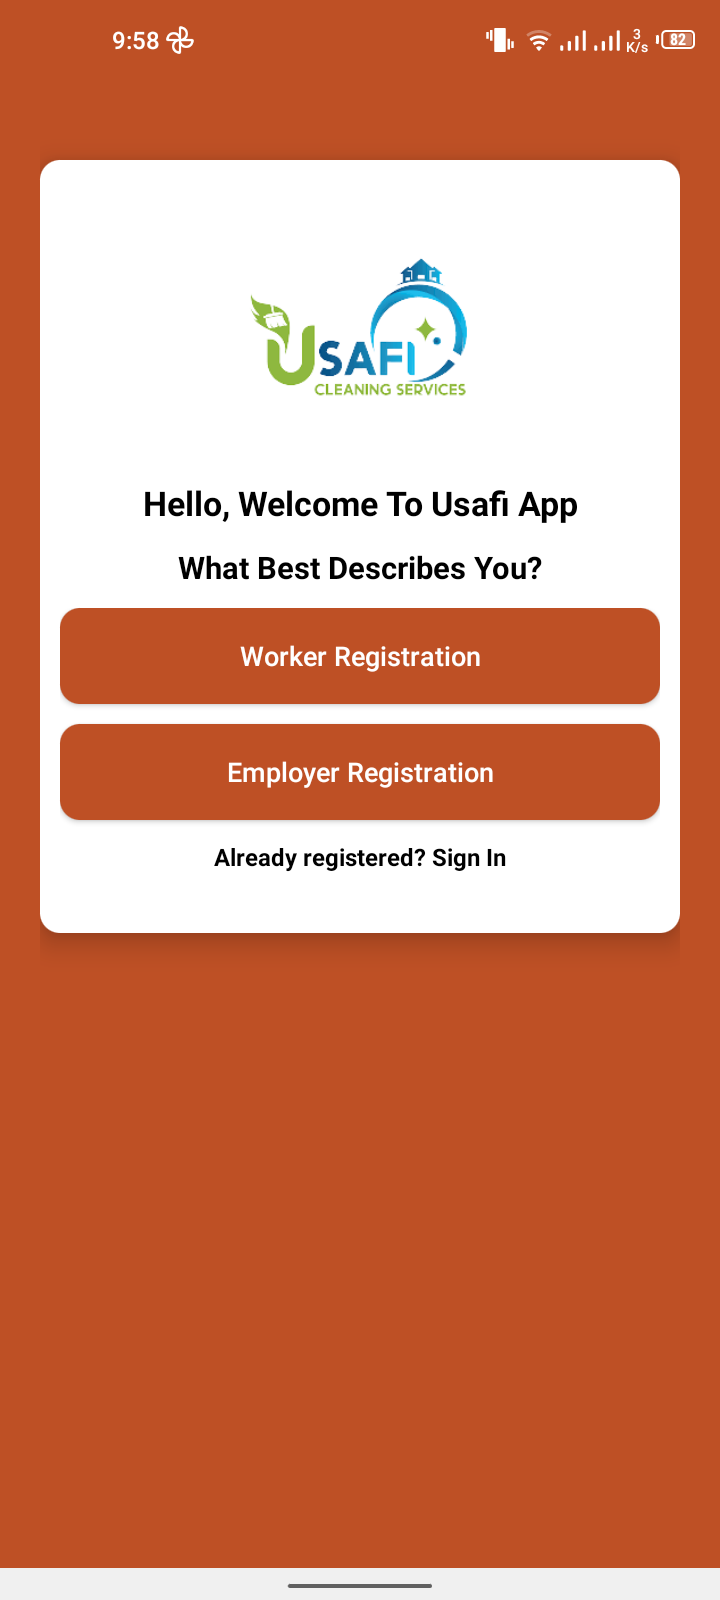 9:58
3
K/s
82
USAFI
CLEANING SERVICES
Hello, Welcome To Usafi App
What Best Describes You?
Worker Registration
Employer Registration
Already registered? Sign In